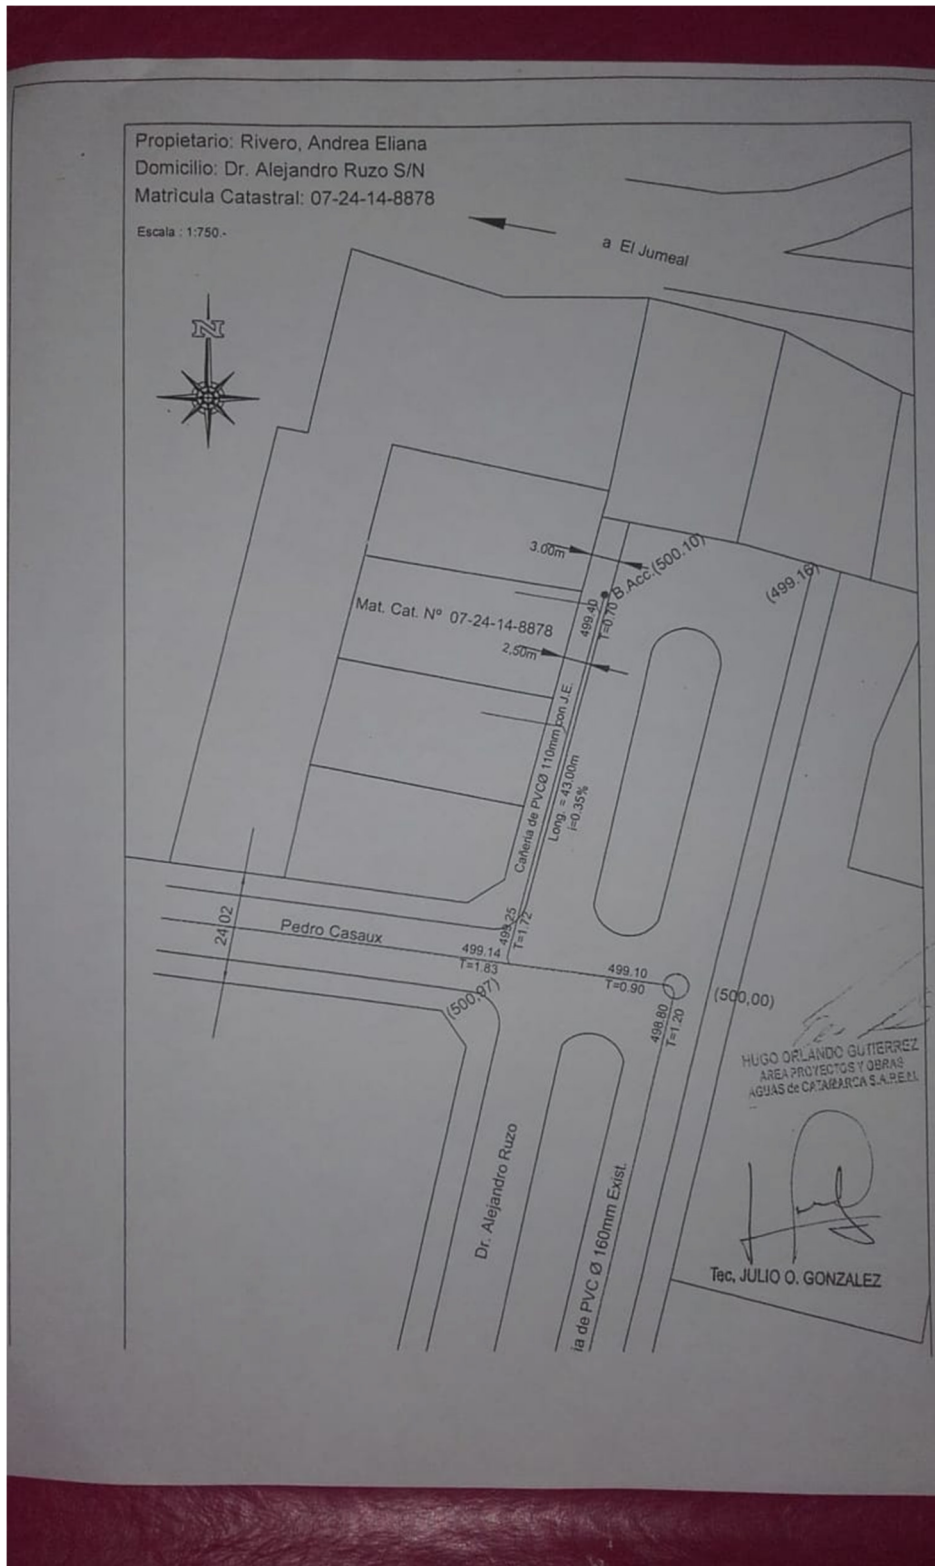 Propietario: Rivero, Andrea Eliana
Domicilio: Dr. Alejandro Ruzo S/N
Matricula Catastral: 07-24-14-8878
Escala : 1:750.-
N
a El Jumeal
3.00m
B.Acc.(500.10)
(499.16)
499.40
T=0.70
Mat. Cat. Nº 07-24-14-8878
2,50m
Cañeria de PVCØ 110mm con J.E.
Long. = 43.00m
i=0.35%
24.02
Pedro Casaux
499.25
T=1.72
499.14
T=1.83
499.10
T=0.90
(500.97)
(500,00)
498.80
T=1.20
HUGO ORLANDO GUTIERREZ
AREA PROYECTOS Y OBRAS
AGUAS de CATAMARCA S.A.P.E.M.
Dr. Alejandro Ruzo
ia de PVC Ø 160mm Exist.
Tec. JULIO O. GONZALEZ